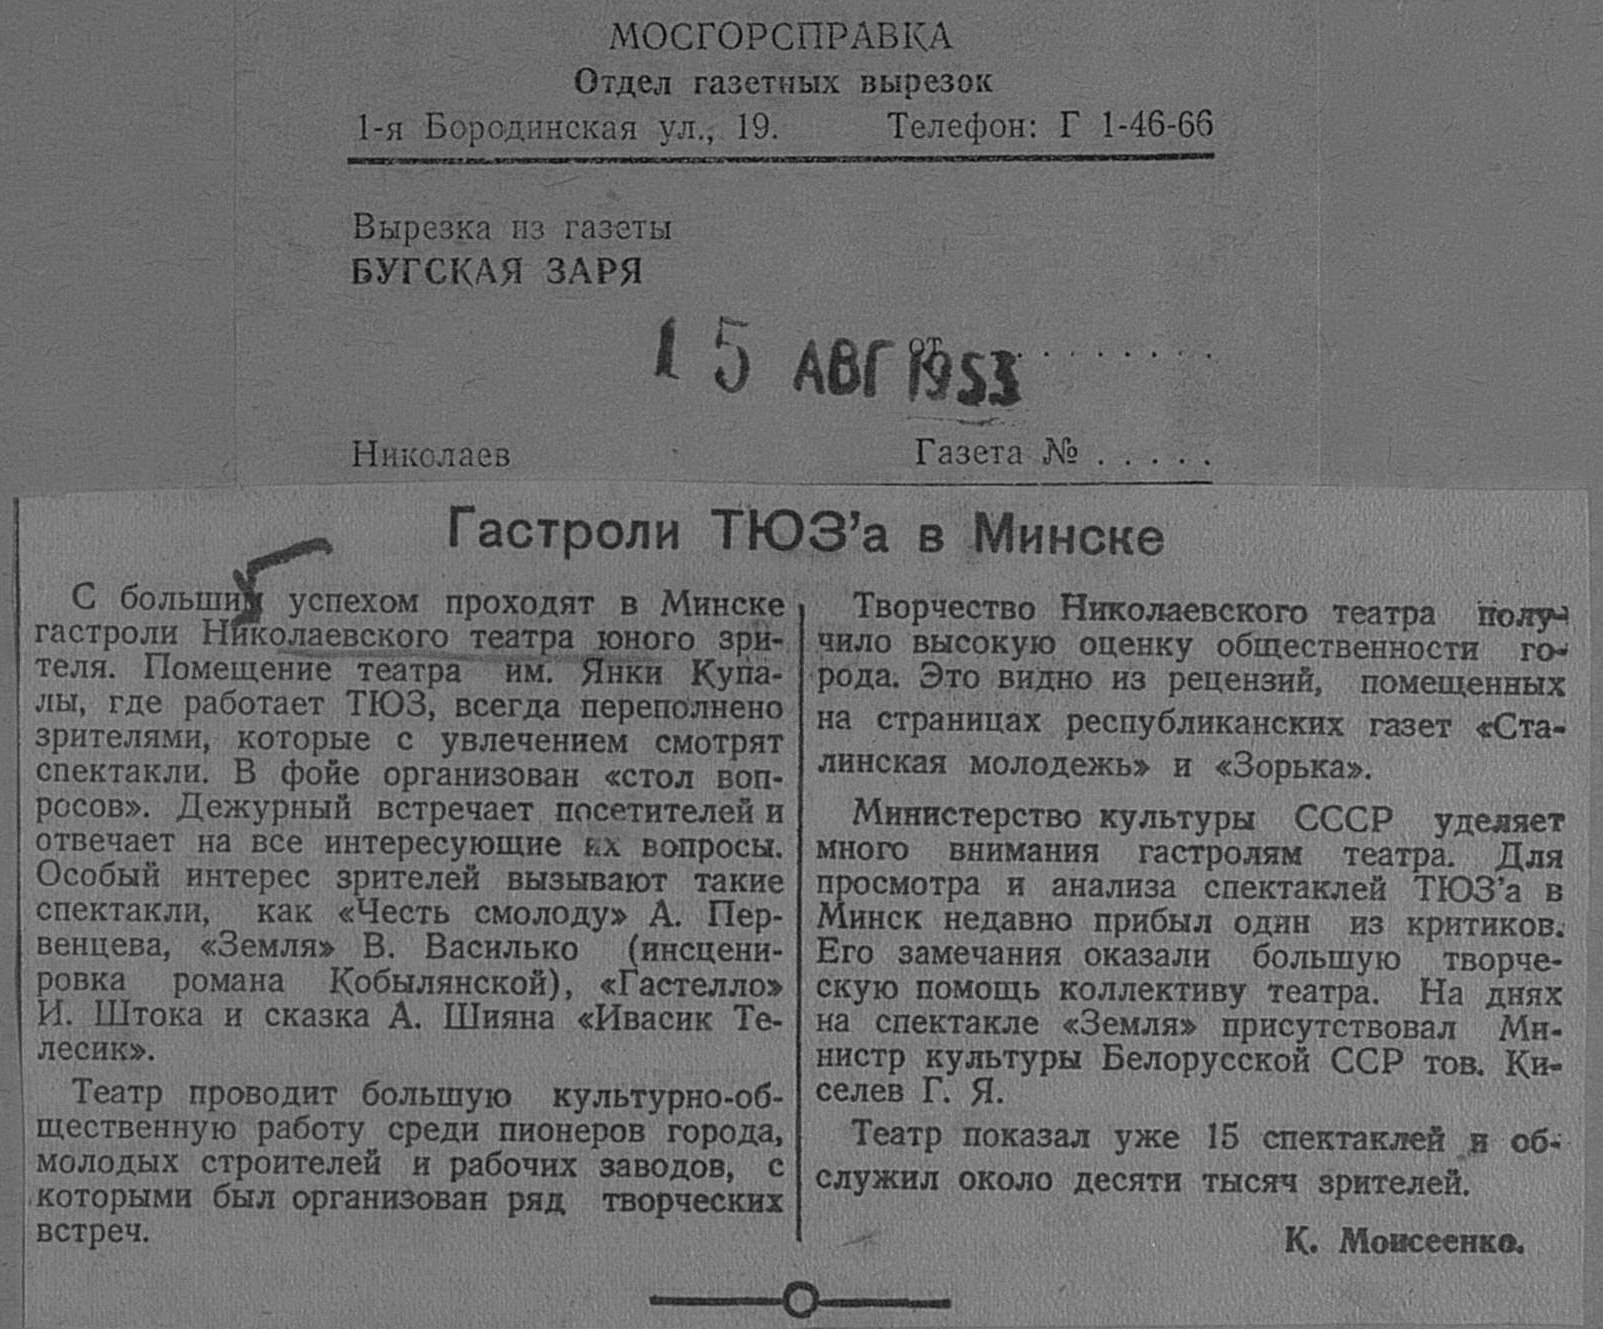 МОСГОРСПРАВКА
Отдел газетных вырезок
1-я Бородинская ул., 19. Телефон: Г 1-46-66
Вырезка из газеты
БУГСКАЯ ЗАРЯ
от . . . . . . . . .
15 АВГ 1953
Николаев Газета № . . . . .
Гастроли ТЮЗ’а в Минске
С большим успехом проходят в Минске
гастроли Николаевского театра юного зри-
теля. Помещение театра им. Янки Купа-
лы, где работает ТЮЗ, всегда переполнено
зрителями, которые с увлечением смотрят
спектакли. В фойе организован «стол воп-
росов». Дежурный встречает посетителей и
отвечает на все интересующие их вопросы.
Особый интерес зрителей вызывают такие
спектакли, как «Честь смолоду» А. Пер-
венцева, «Земля» В. Василько (инсцени-
ровка романа Кобылянской), «Гастелло»
И. Штока и сказка А. Шияна «Ивасик Те-
лесик».
Театр проводит большую культурно-об-
щественную работу среди пионеров города,
молодых строителей и рабочих заводов, с
которыми был организован ряд творческих
встреч.
Творчество Николаевского театра полу-
чило высокую оценку общественности го-
рода. Это видно из рецензий, помещенных
на страницах республиканских газет «Ста-
линская молодежь» и «Зорька».
Министерство культуры СССР уделяет
много внимания гастролям театра. Для
просмотра и анализа спектаклей ТЮЗ’а в
Минск недавно прибыл один из критиков.
Его замечания оказали большую творче-
скую помощь коллективу театра. На днях
на спектакле «Земля» присутствовал Ми-
нистр культуры Белорусской ССР тов. Ки-
селев Г. Я.
Театр показал уже 15 спектаклей и об-
служил около десяти тысяч зрителей.
К. Моисеенко.